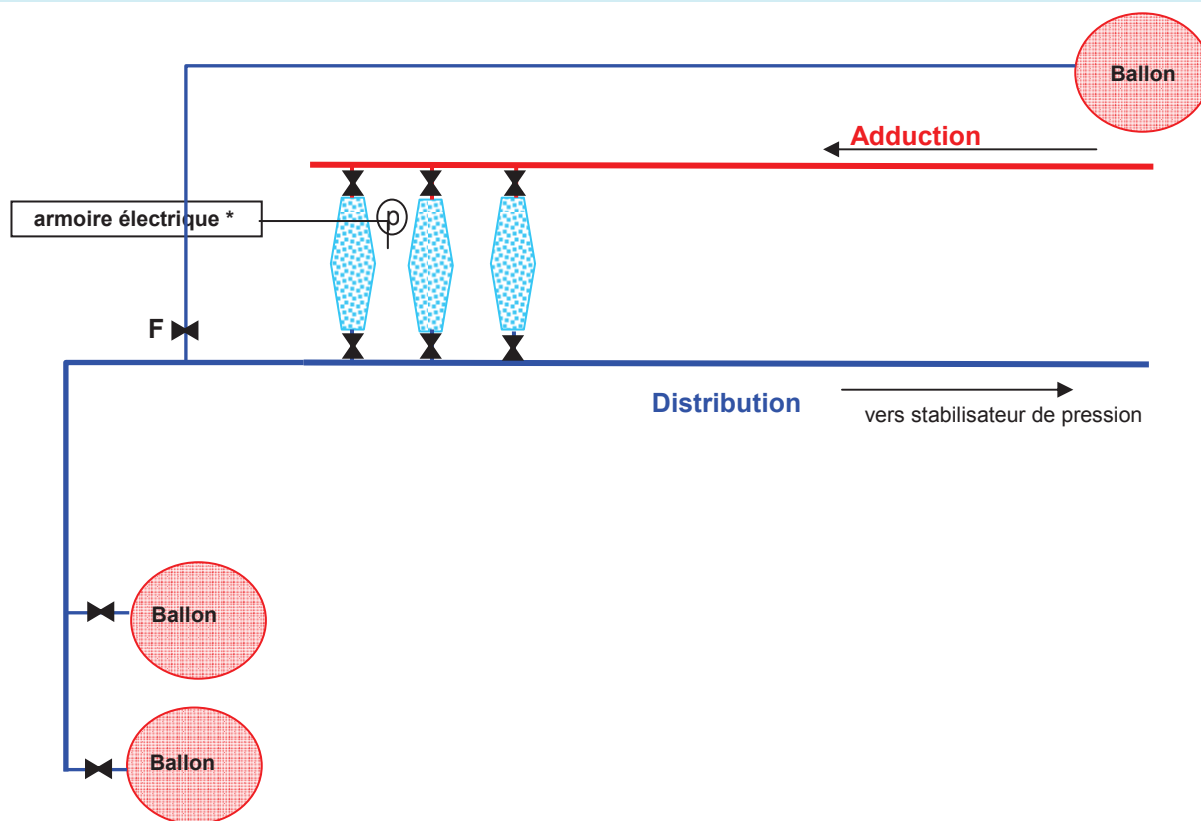 Ballon
Adduction
armoire électrique *
p
F
Distribution
vers stabilisateur de pression
Ballon
Ballon